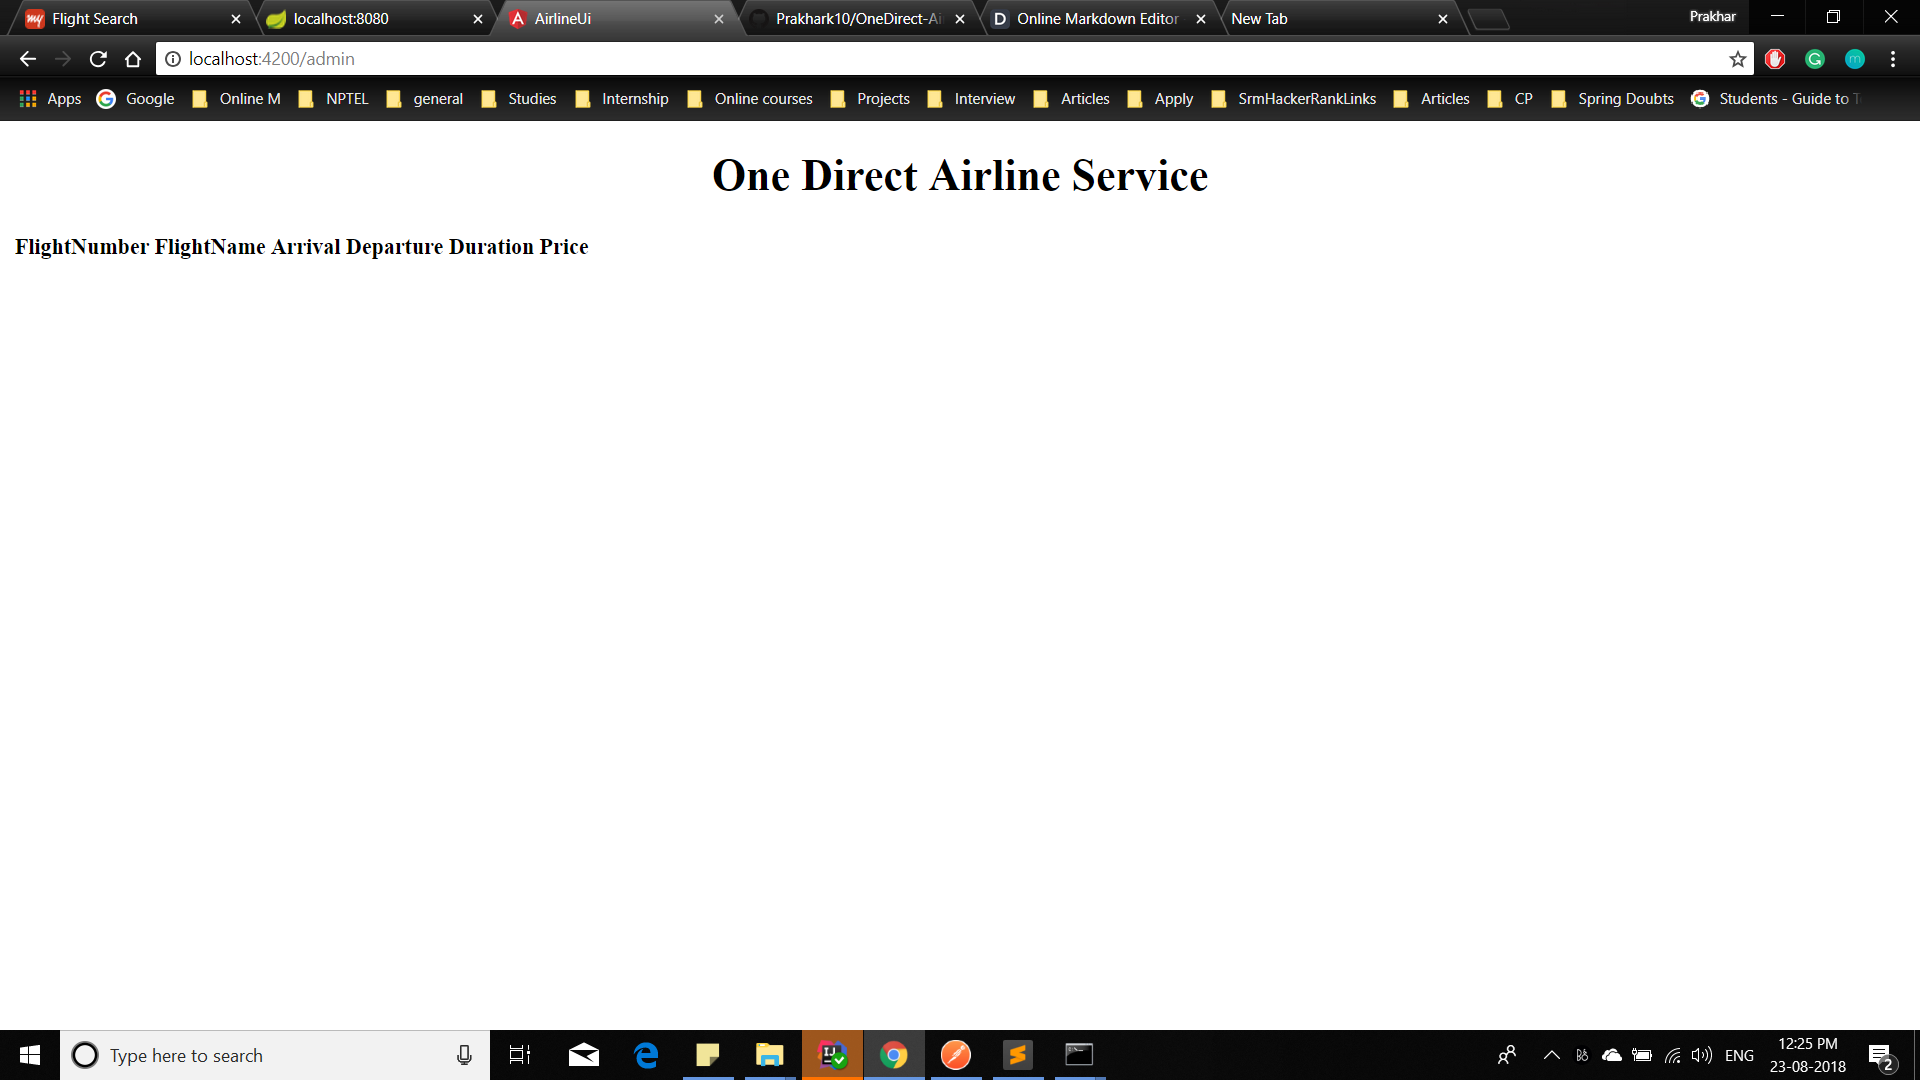 Flight Search
localhost:8080
AirlineUi
Prakhark10/OneDirect-Ai
Online Markdown Editor
New Tab
Prakhar
localhost:4200/admin
Apps Google Online M NPTEL general Studies Internship Online courses Projects Interview Articles Apply SrmHackerRankLinks Articles CP Spring Doubts Students - Guide to T
One Direct Airline Service
FlightNumber FlightName Arrival Departure Duration Price
Type here to search
ENG
12:25 PM
23-08-2018
2